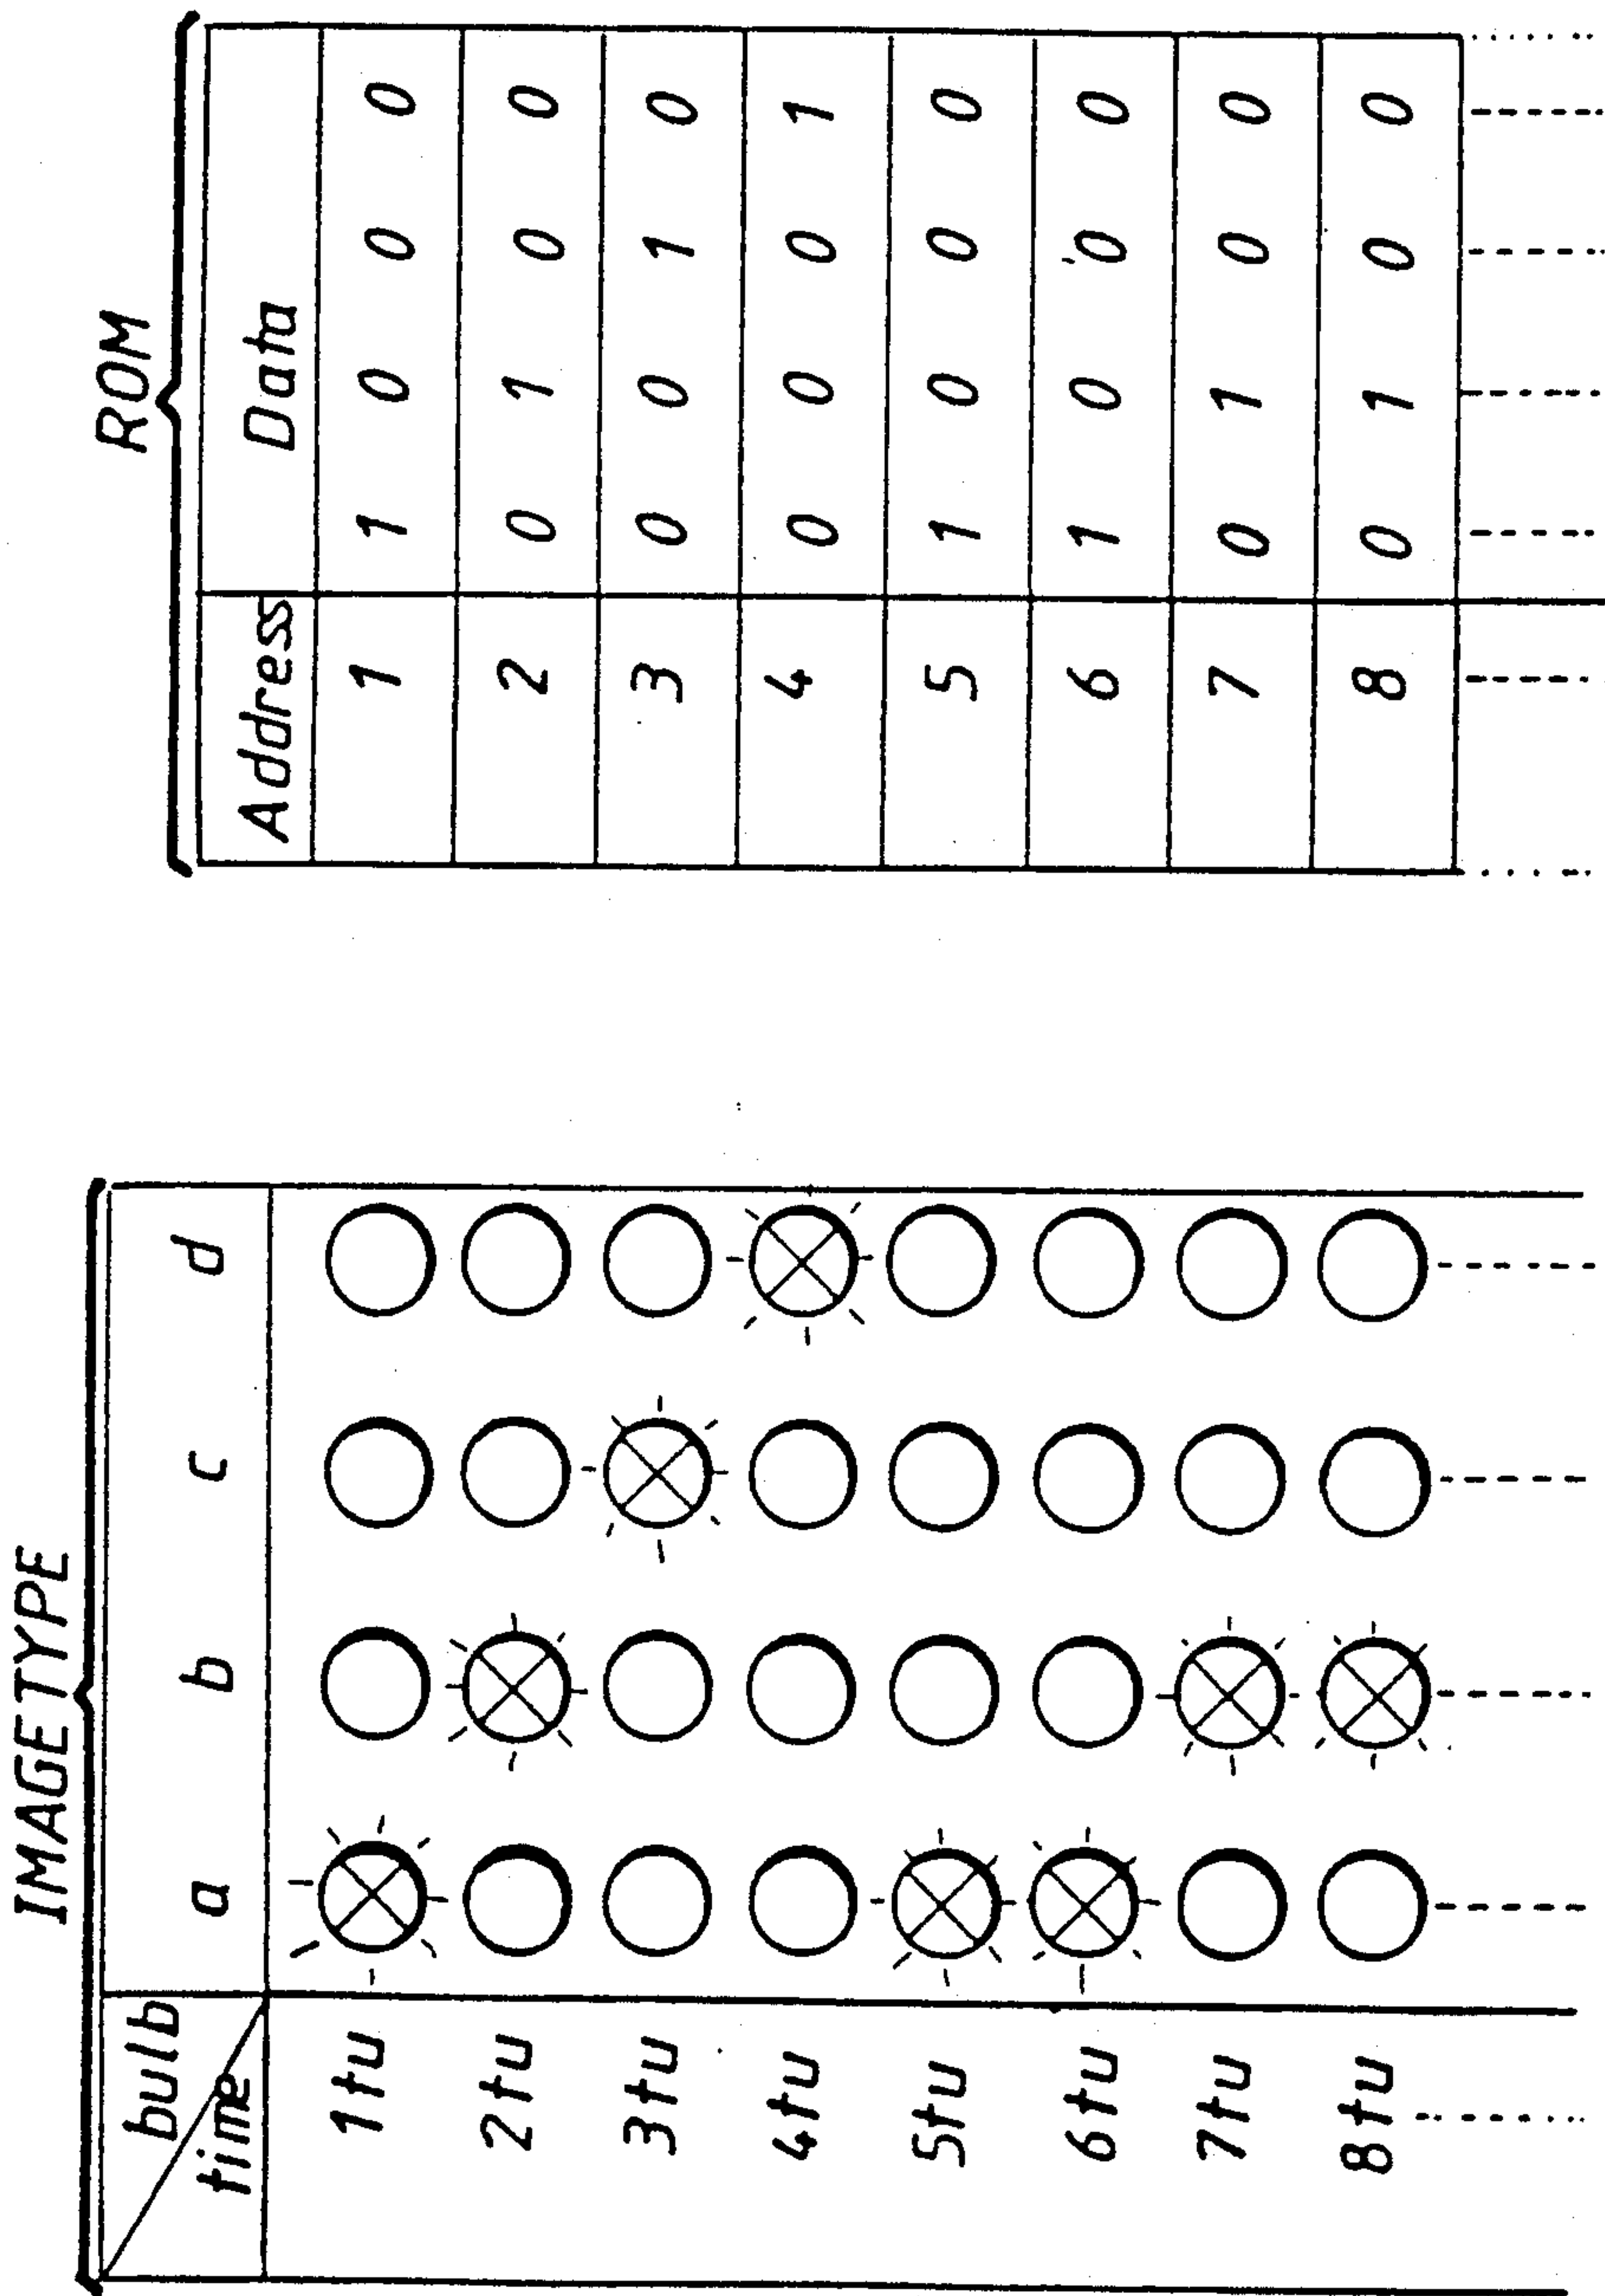 IMAGETYPE
bulb
time
a b c d
1tu
2tu
3tu
4tu
5tu
6tu
7tu
8tu
ROM
Address Data
1 1 0 0 0
2 0 1 0 0
3 0 0 1 0
4 0 0 0 1
5 1 0 0 0
6 1 0 0 0
7 0 1 0 0
8 0 1 0 0